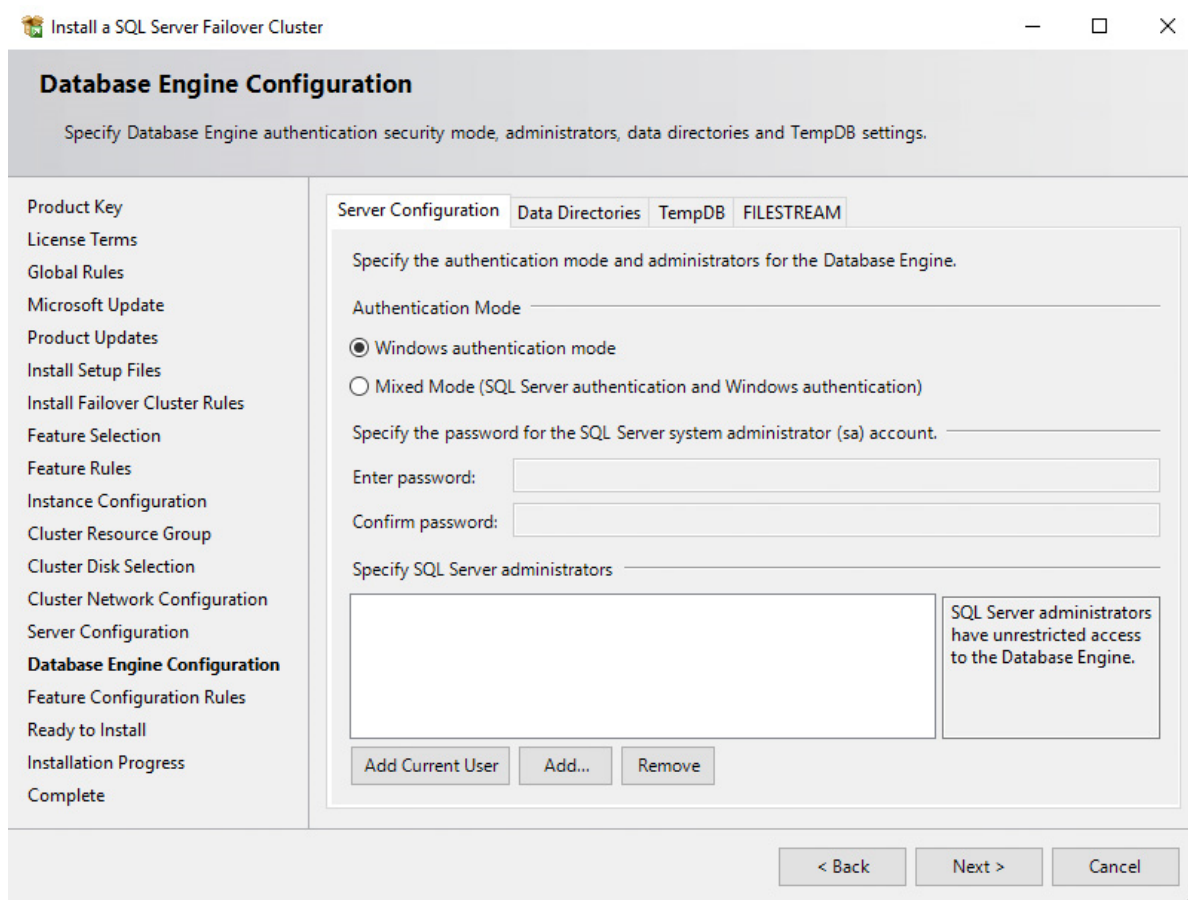 Install a SQL Server Failover Cluster
Database Engine Configuration
Specify Database Engine authentication security mode, administrators, data directories and TempDB settings.
Product Key
License Terms
Global Rules
Microsoft Update
Product Updates
Install Setup Files
Install Failover Cluster Rules
Feature Selection
Feature Rules
Instance Configuration
Cluster Resource Group
Cluster Disk Selection
Cluster Network Configuration
Server Configuration
Database Engine Configuration
Feature Configuration Rules
Ready to Install
Installation Progress
Complete
Server Configuration Data Directories TempDB FILESTREAM
Specify the authentication mode and administrators for the Database Engine.
Authentication Mode
Windows authentication mode
Mixed Mode (SQL Server authentication and Windows authentication)
Specify the password for the SQL Server system administrator (sa) account.
Enter password:
Confirm password:
Specify SQL Server administrators
SQL Server administrators
have unrestricted access
to the Database Engine.
Add Current User Add... Remove
< Back Next > Cancel